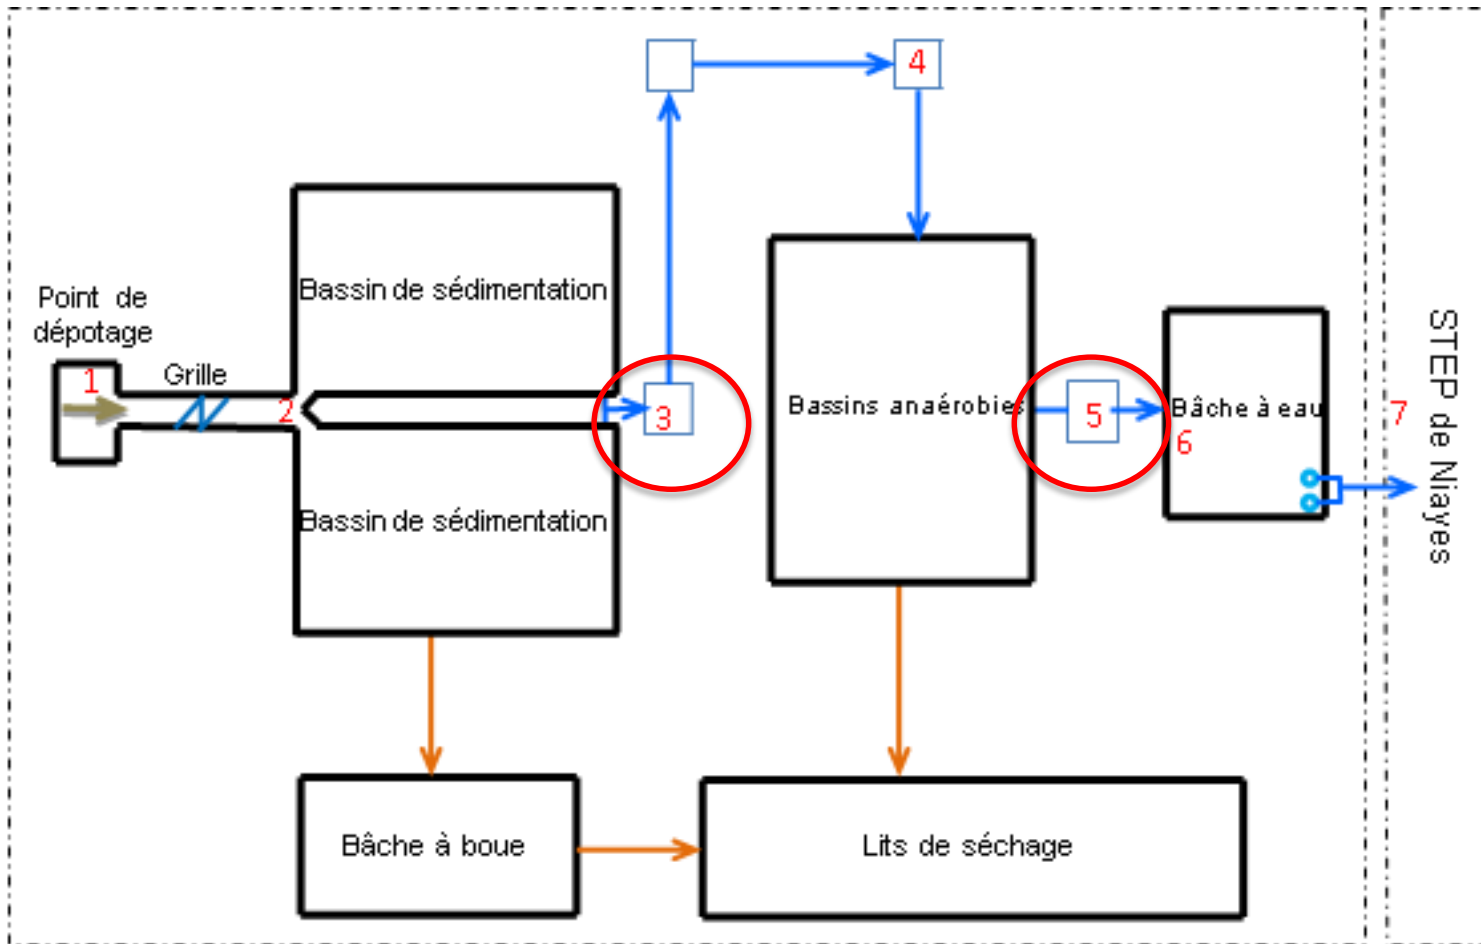 4
Bassin de sédimentation
Point de
dépotage
1
Grille
2
3
Bassins anaérobies
5
Bâche à eau
6
7
STEP de Niayes
Bassin de sédimentation
Bâche à boue
Lits de séchage